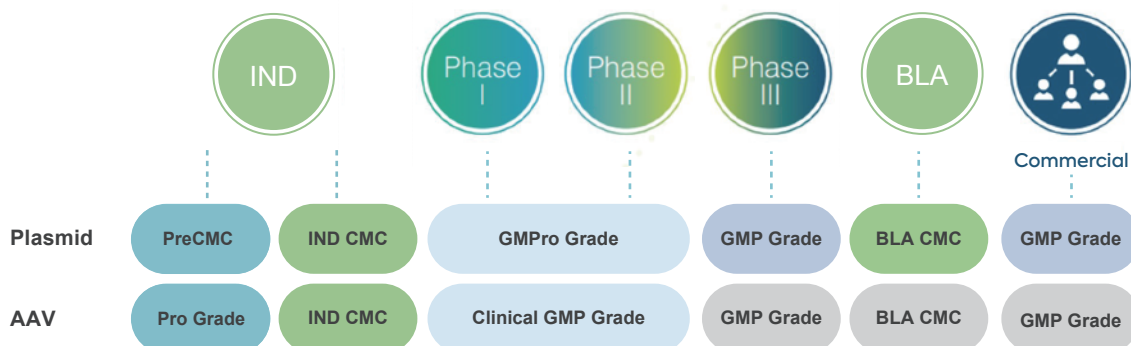 IND
Phase
I
Phase
II
Phase
III
BLA
Commercial
Plasmid PreCMC IND CMC GMPro Grade GMP Grade BLA CMC GMP Grade
AAV Pro Grade IND CMC Clinical GMP Grade GMP Grade BLA CMC GMP Grade